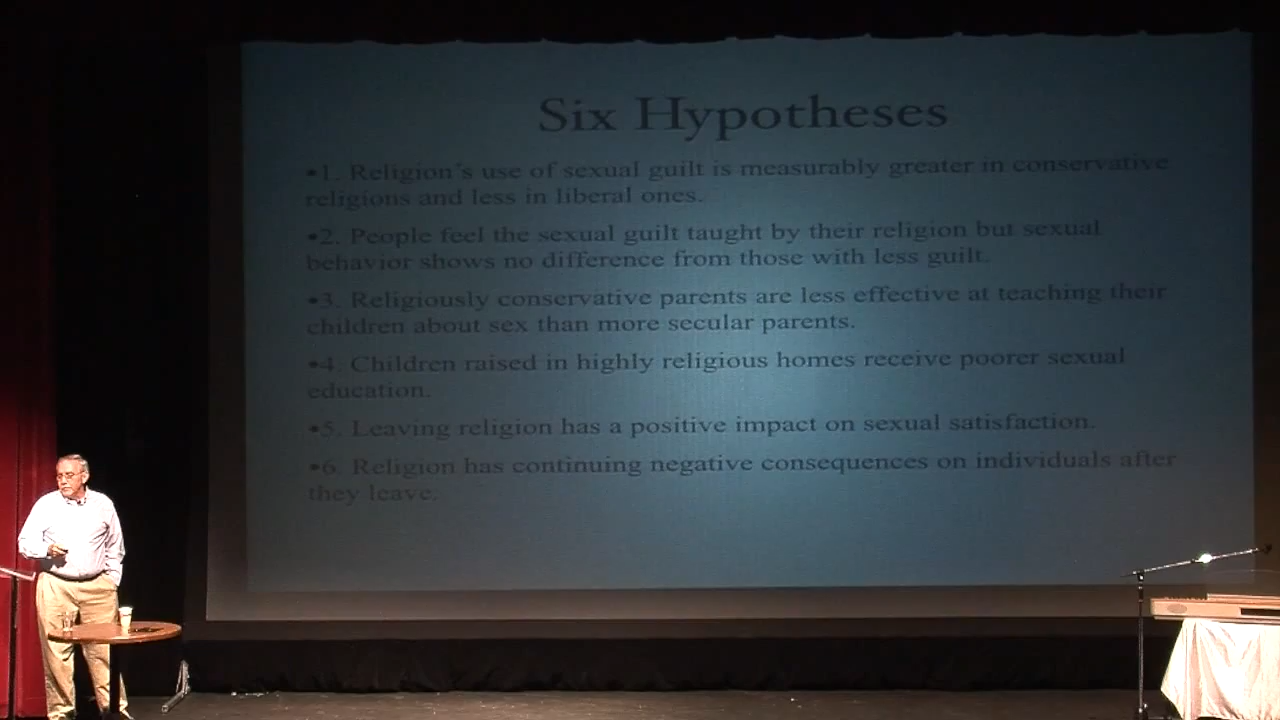 Six Hypotheses
•1. Religion's use of sexual guilt is measurably greater in conservative
religions and less in liberal ones.
•2. People feel the sexual guilt taught by their religion but sexual
behavior shows no difference from those with less guilt.
•3. Religiously conservative parents are less effective at teaching their
children about sex than more secular parents.
•4. Children raised in highly religious homes receive poorer sexual
education.
•5. Leaving religion has a positive impact on sexual satisfaction.
•6. Religion has continuing negative consequences on individuals after
they leave.